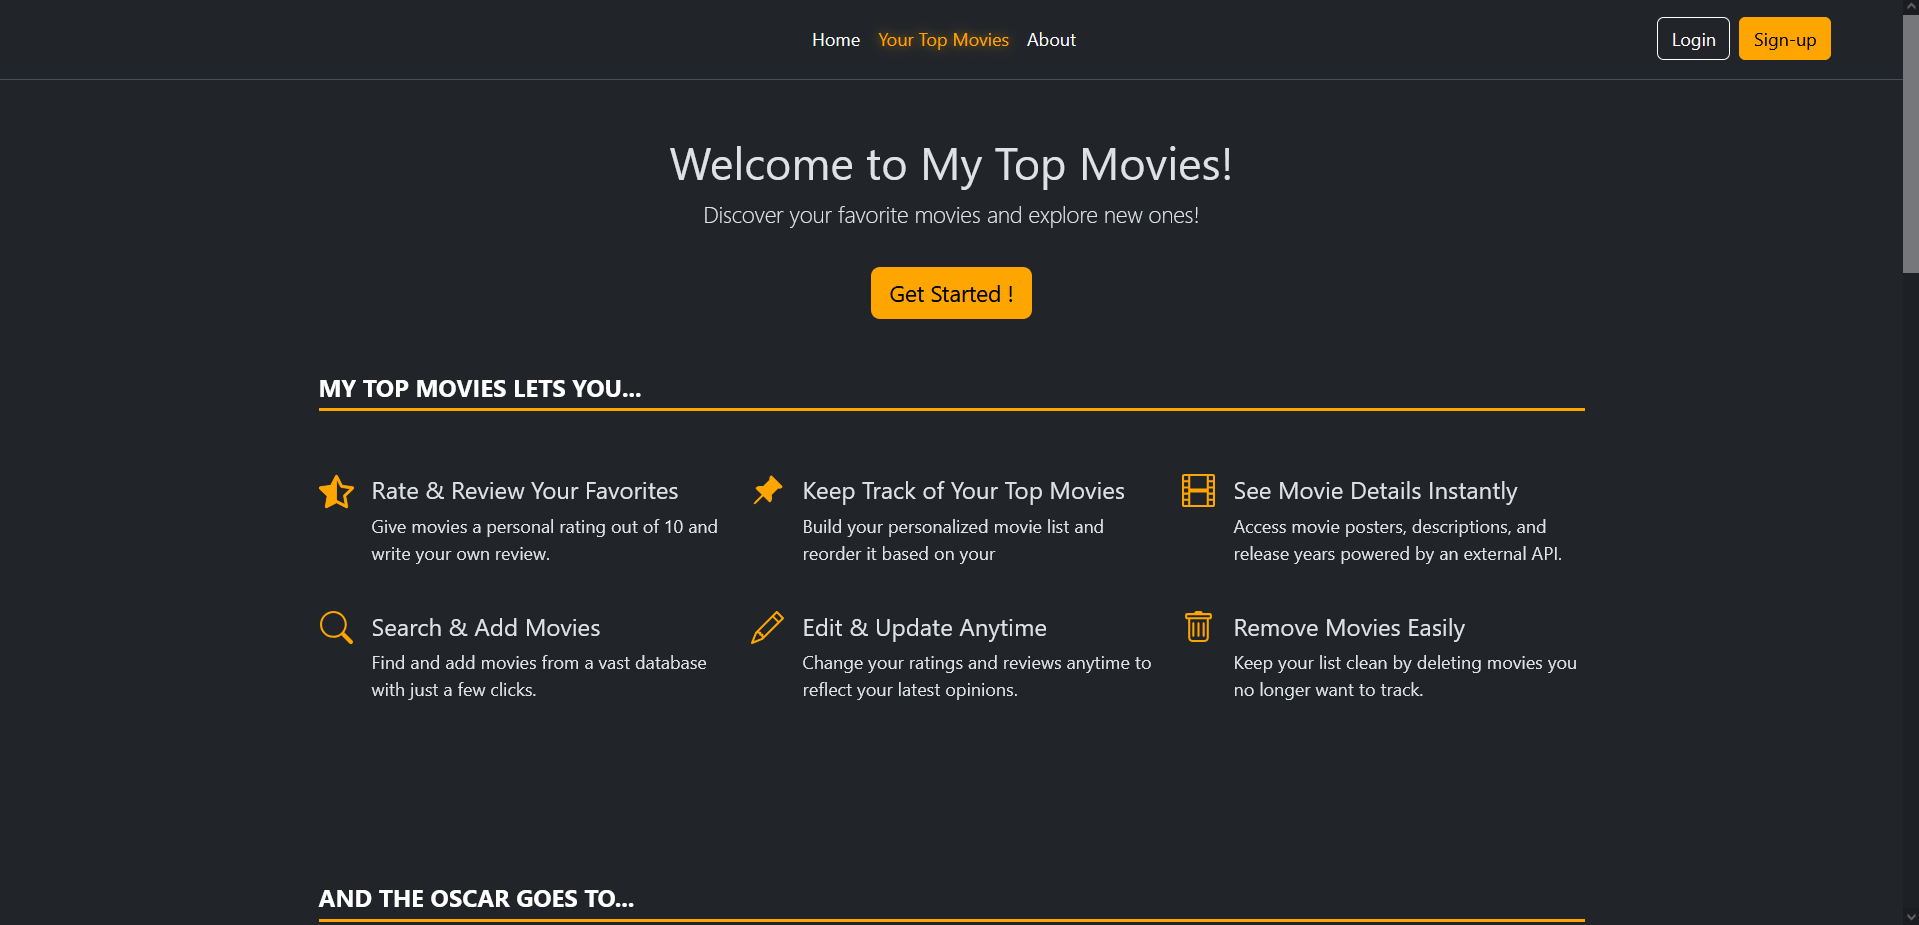 Home Your Top Movies About Login Sign-up
Welcome to My Top Movies!
Discover your favorite movies and explore new ones!
Get Started !
MY TOP MOVIES LETS YOU...
Rate & Review Your Favorites
Give movies a personal rating out of 10 and
write your own review.
Keep Track of Your Top Movies
Build your personalized movie list and
reorder it based on your
See Movie Details Instantly
Access movie posters, descriptions, and
release years powered by an external API.
Search & Add Movies
Find and add movies from a vast database
with just a few clicks.
Edit & Update Anytime
Change your ratings and reviews anytime to
reflect your latest opinions.
Remove Movies Easily
Keep your list clean by deleting movies you
no longer want to track.
AND THE OSCAR GOES TO...